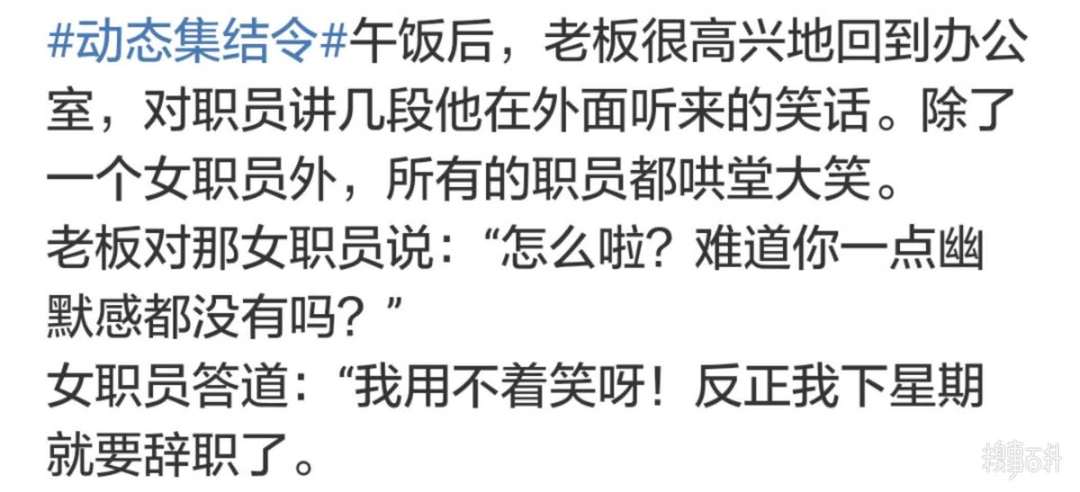 #动态集结令#午饭后，老板很高兴地回到办公
室，对职员讲几段他在外面听来的笑话。除了
一个女职员外，所有的职员都哄堂大笑。
老板对那女职员说：“怎么啦？难道你一点幽
默感都没有吗？”
女职员答道：“我用不着笑呀！反正我下星期
就要辞职了。
糗事百科